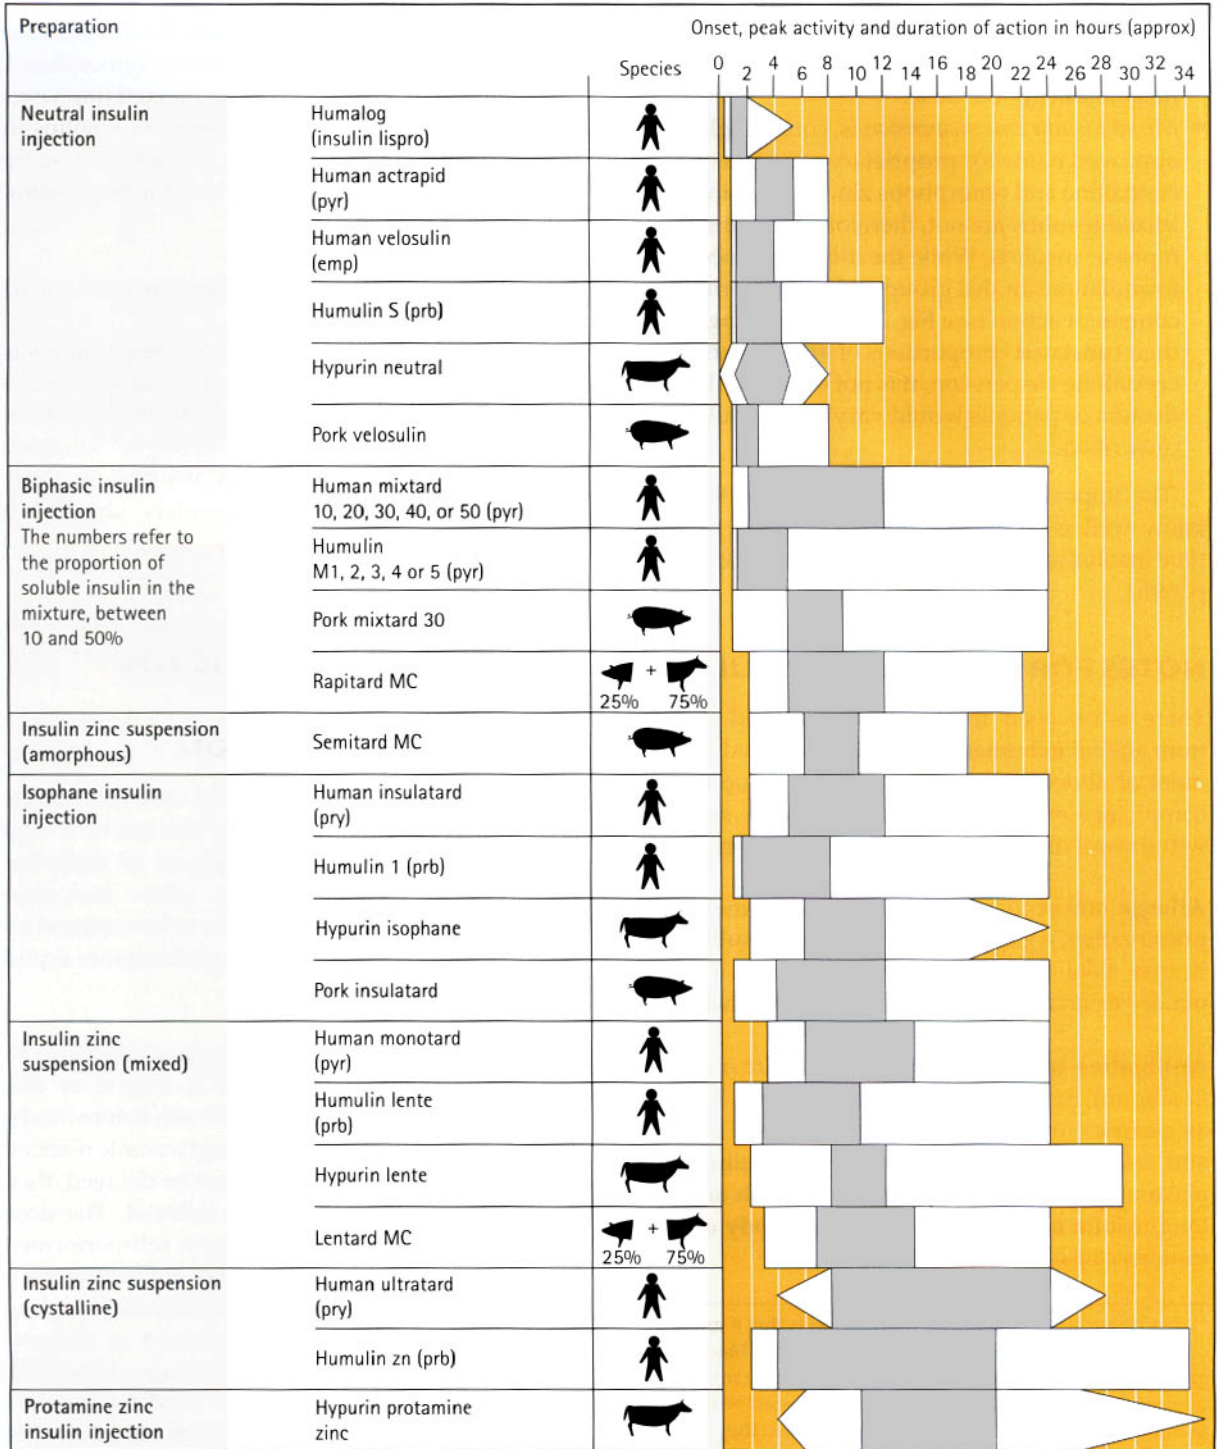 Preparation
Onset, peak activity and duration of action in hours (approx)
Species
0 4 6 10 12 14 16 18 20 22 24 26 28 30 32 34
2 8
Neutral insulin
injection
Humalog
(insulin lispro)
Human actrapid
(pyr)
Human velosulin
(emp)
Humulin S (prb)
Hypurin neutral
Pork velosulin
Biphasic insulin
injection
The numbers refer to
the proportion of
soluble insulin in the
mixture, between
10 and 50%
Human mixtard
10, 20, 30, 40, or 50 (pyr)
Humulin
M1, 2, 3, 4 or 5 (pyr)
Pork mixtard 30
Rapitard MC
+
25% 75%
Insulin zinc suspension
(amorphous)
Semitard MC
Isophane insulin
injection
Human insulatard
(pry)
Humulin 1 (prb)
Hypurin isophane
Pork insulatard
Insulin zinc
suspension (mixed)
Human monotard
(pyr)
Humulin lente
(prb)
Hypurin lente
Lentard MC
+
25% 75%
Insulin zinc suspension
(cystalline)
Human ultratard
(pry)
Humulin zn (prb)
Protamine zinc
insulin injection
Hypurin protamine
zinc